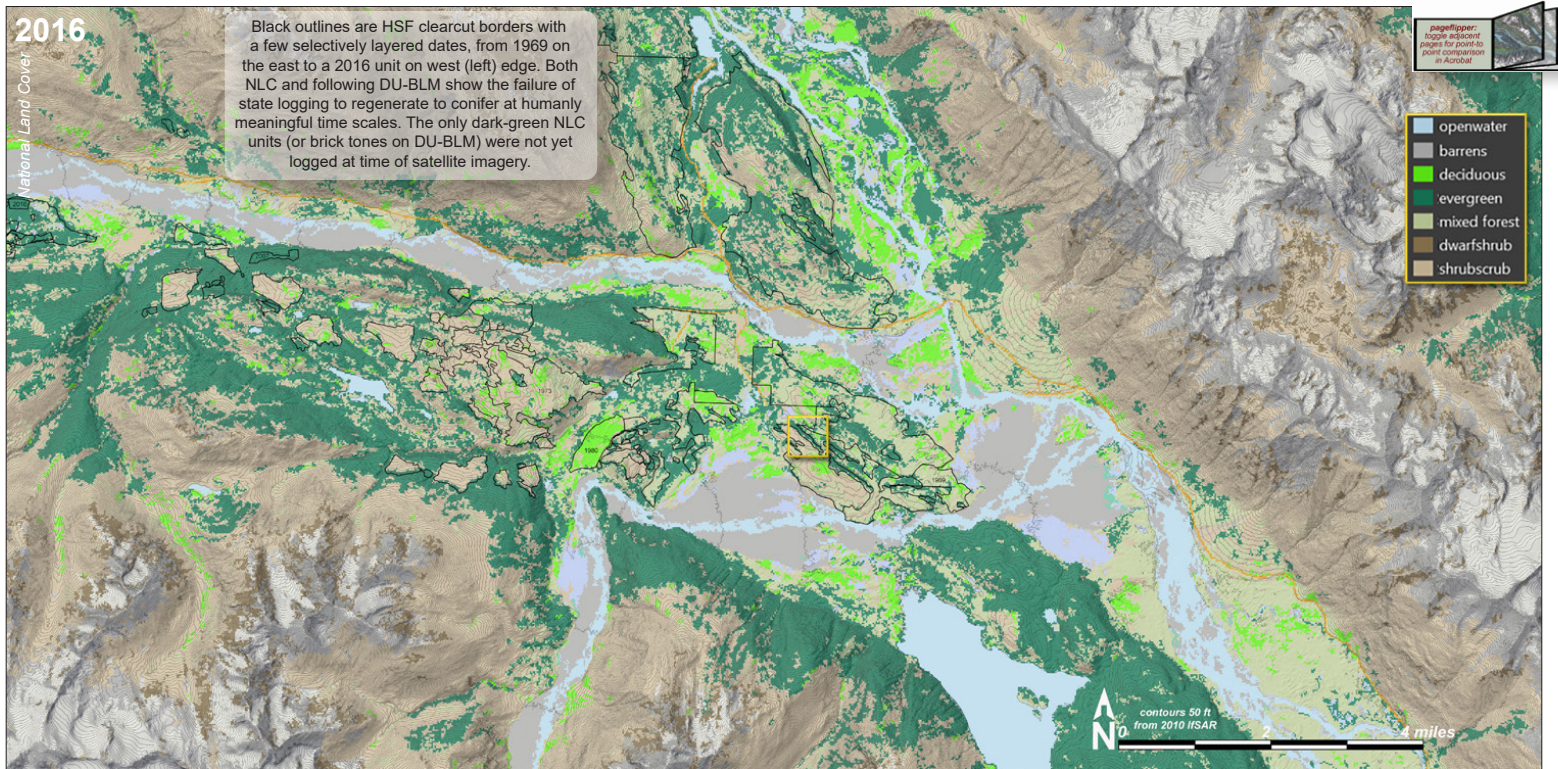 2016
National Land Cover
Black outlines are HSF clearcut borders with
a few selectively layered dates, from 1969 on
the east to a 2016 unit on west (left) edge. Both
NLC and following DU-BLM show the failure of
state logging to regenerate to conifer at humanly
meaningful time scales. The only dark-green NLC
units (or brick tones on DU-BLM) were not yet
logged at time of satellite imagery.
pageflipper:
toggle adjacent
pages for point-to
point comparison
in Acrobat
openwater
barrens
deciduous
evergreen
mixed forest
dwarfshrub
shrubscrub
2016
1973
1980
1969
N
contours 50 ft
from 2010 IfSAR
0 2 4 miles